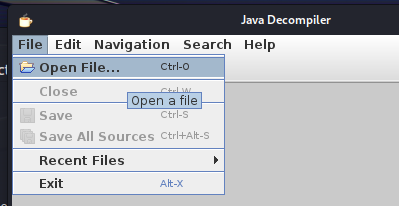 Java Decompiler
File Edit Navigation Search Help
Open File... Ctrl-O
Close Ctrl-W
Open a file
Save Ctrl-S
Save All Sources Ctrl+Alt-S
Recent Files
Exit Alt-X